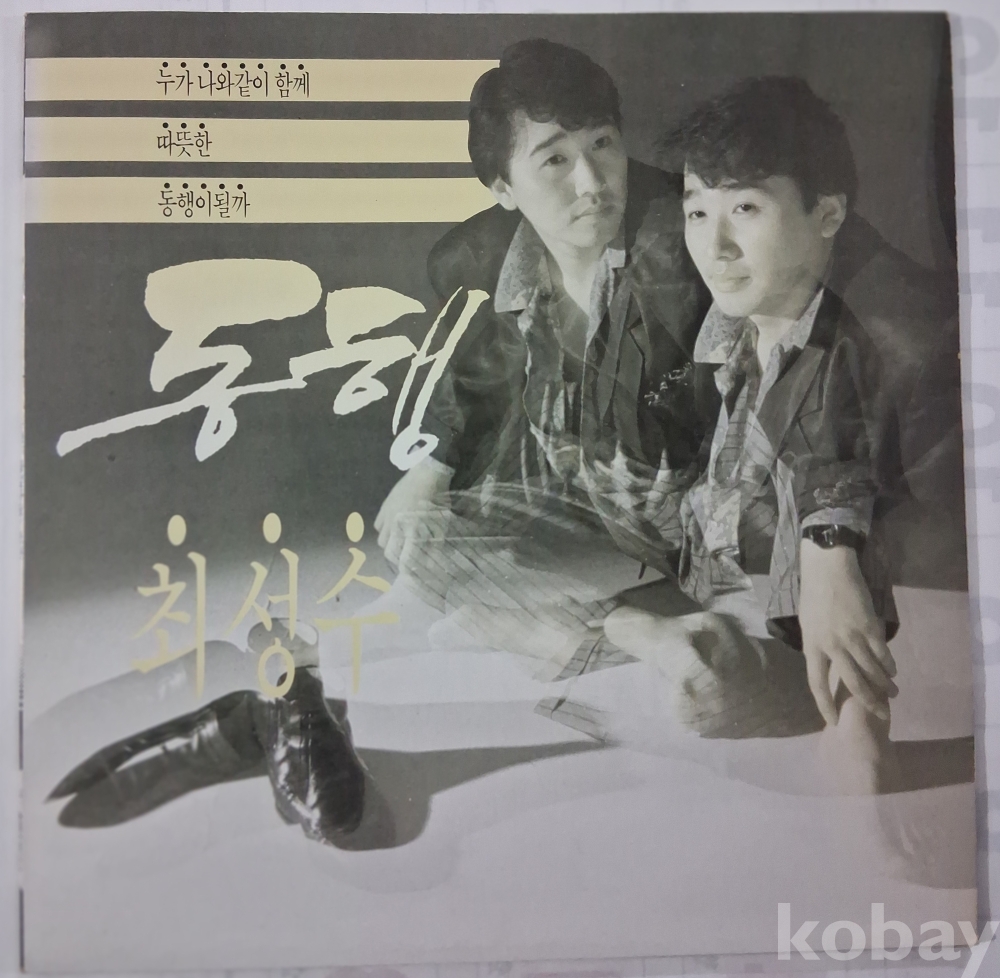 누가 나와같이 함께
따뜻한
동행이될까
동행
최성수
kobay